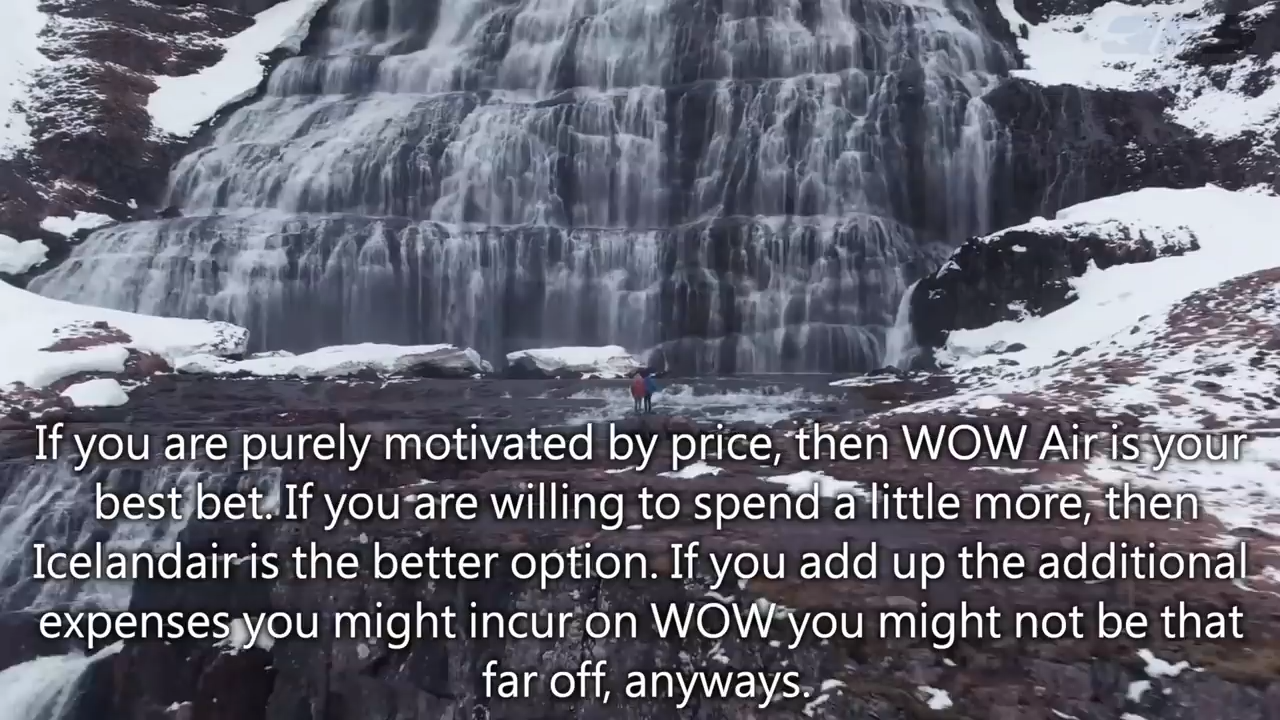 If you are purely motivated by price, then WOW Air is your
best bet. If you are willing to spend a little more, then
Icelandair is the better option. If you add up the additional
expenses you might incur on WOW you might not be that
far off, anyways.